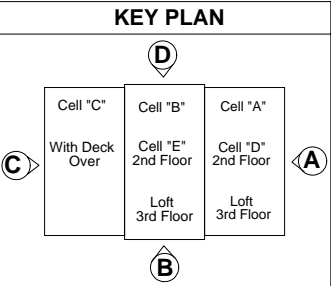 KEY PLAN
D
Cell "C"
With Deck
Over
Cell "B"
Cell "E"
2nd Floor
Loft
3rd Floor
Cell "A"
Cell "D"
2nd Floor
Loft
3rd Floor
C
A
B